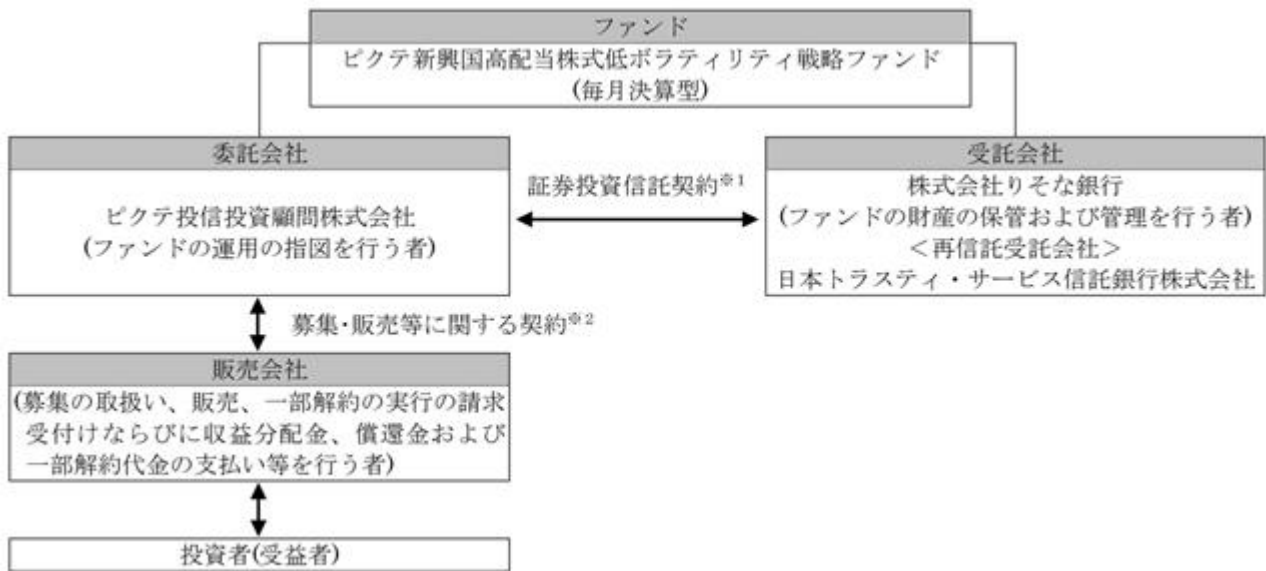 ファンド
ピクテ新興国高配当株式低ボラティリティ戦略ファンド
(毎月決算型)
委託会社
ピクテ投信投資顧問株式会社
(ファンドの運用の指図を行う者)
証券投資信託契約※1
受託会社
株式会社りそな銀行
(ファンドの財産の保管および管理を行う者)
<再信託受託会社>
日本トラスティ・サービス信託銀行株式会社
募集・販売等に関する契約※2
販売会社
(募集の取扱い、販売、一部解約の実行の請求
受付けならびに収益分配金、償還金および
一部解約代金の支払い等を行う者)
投資者(受益者)